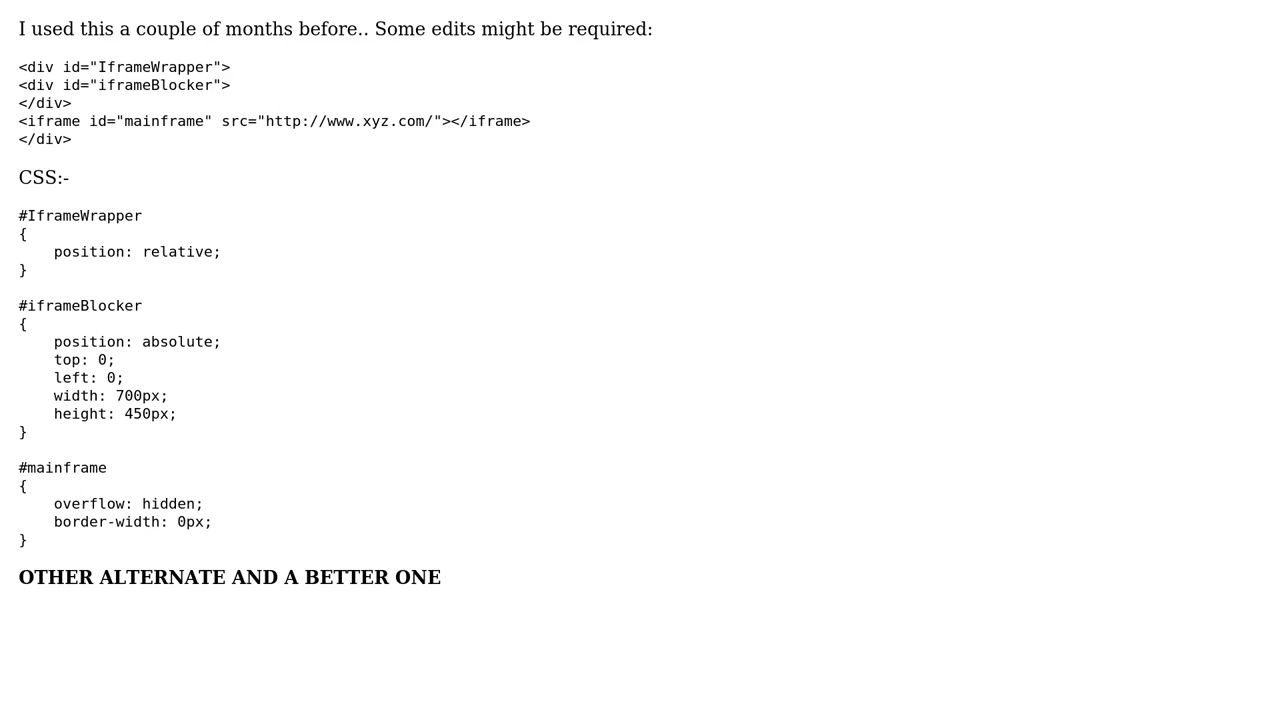 I used this a couple of months before.. Some edits might be required:
<div id="IframeWrapper">
<div id="iframeBlocker">
</div>
<iframe id="mainframe" src="http://www.xyz.com/"></iframe>
</div>
CSS:-
#IframeWrapper
{
    position: relative;
}
#iframeBlocker
{
    position: absolute;
    top: 0;
    left: 0;
    width: 700px;
    height: 450px;
}
#mainframe
{
    overflow: hidden;
    border-width: 0px;
}
OTHER ALTERNATE AND A BETTER ONE